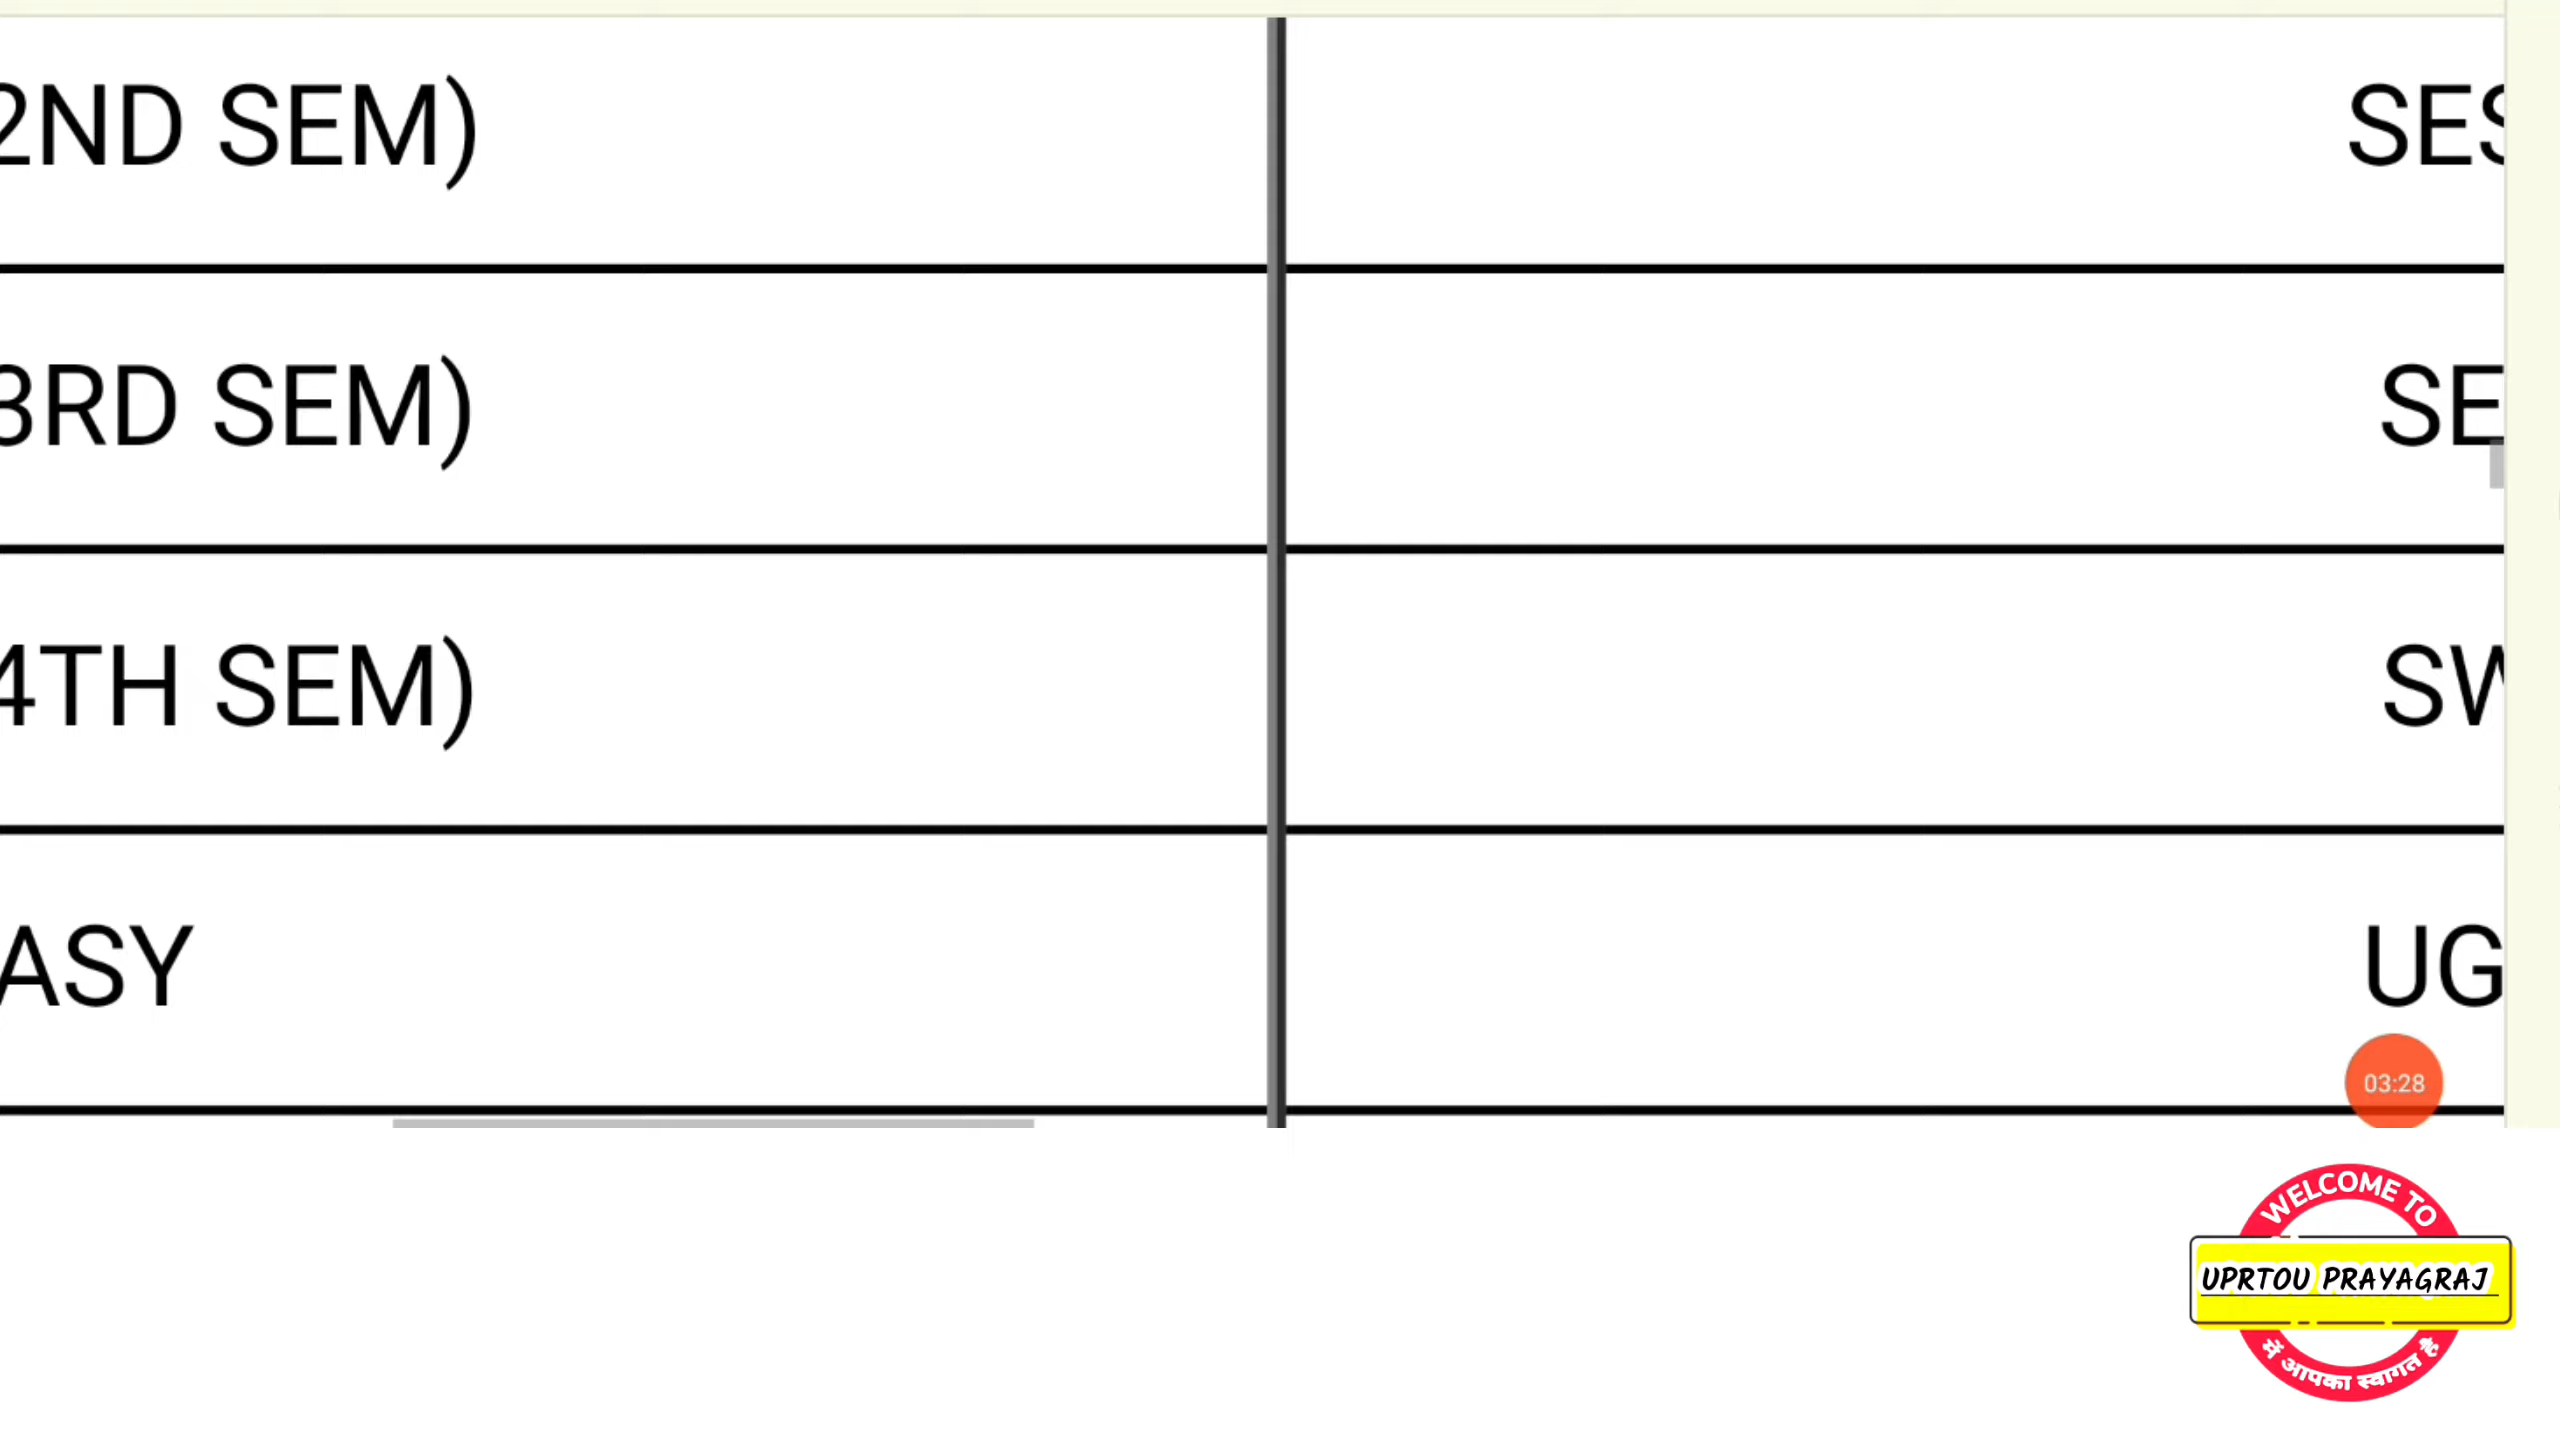 2ND SEM)
SES
3RD SEM)
SE
4TH SEM)
SW
ASY
UG
03:28
WELCOME TO
UPRTOU PRAYAGRAJ
में आपका स्वागत है